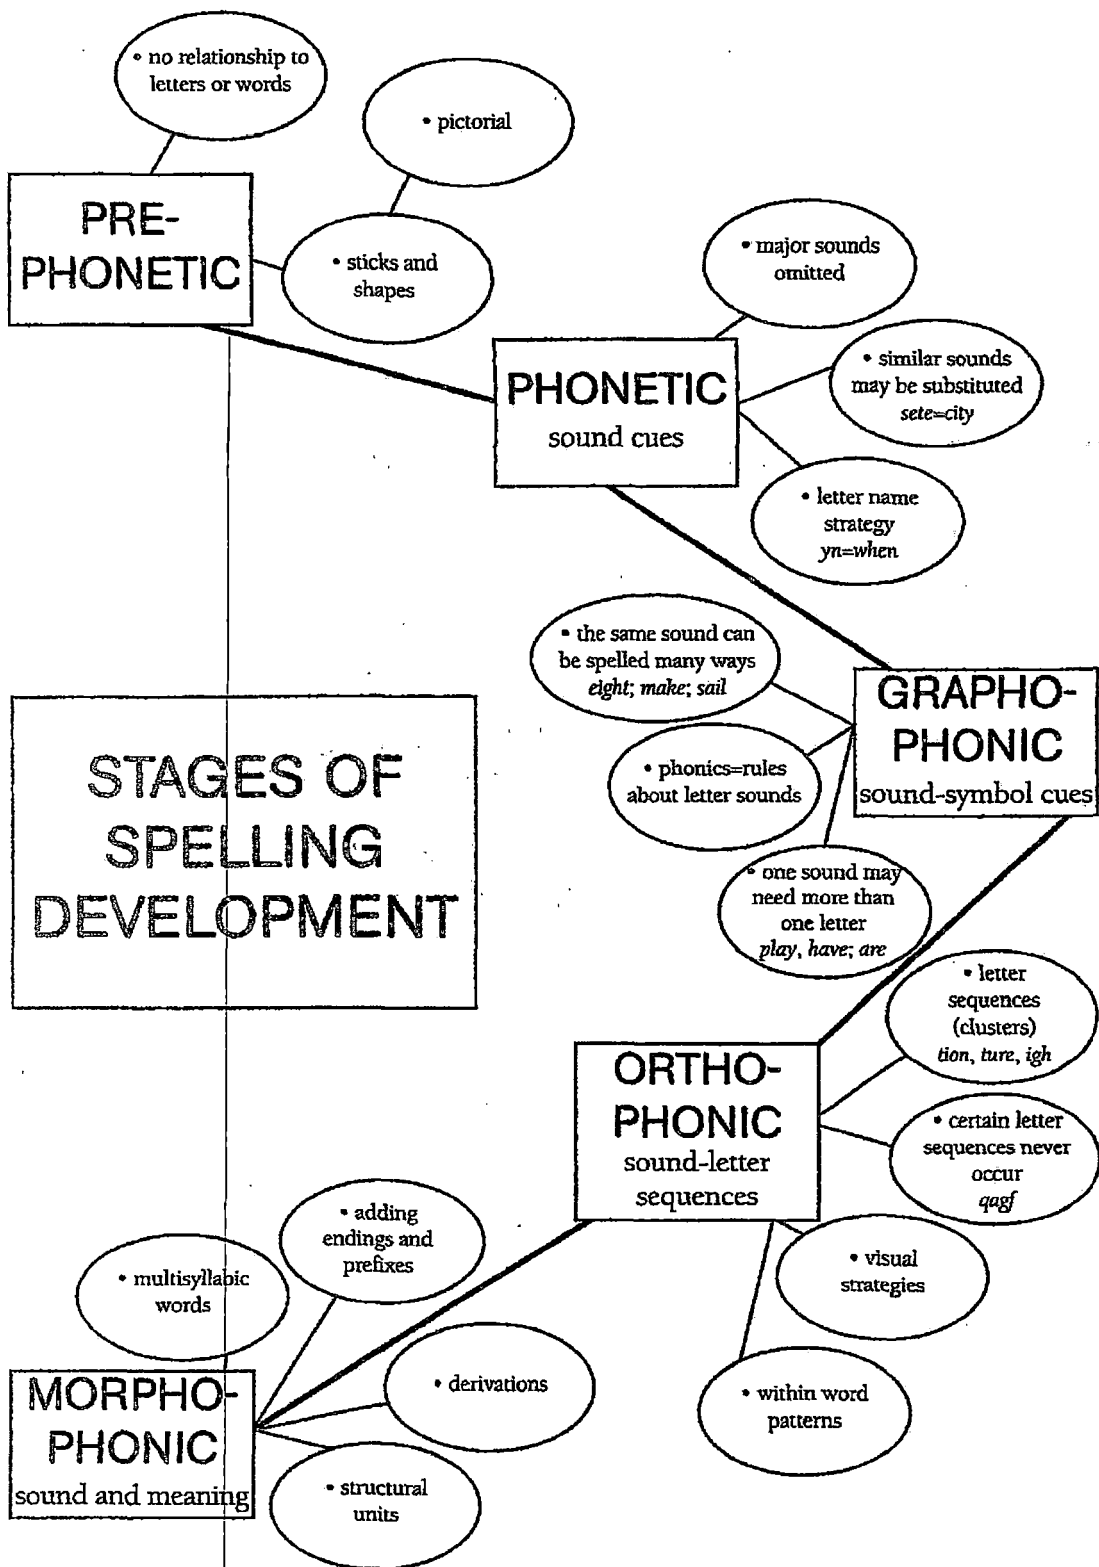 • no relationship to
letters or words
• pictorial
PRE-
PHONETIC
• sticks and
shapes
• major sounds
omitted
PHONETIC
sound cues
• similar sounds
may be substituted
sete=city
• letter name
strategy
yn=when
• the same sound can
be spelled many ways
eight; make; sail
GRAPHO-
PHONIC
sound-symbol cues
• phonics=rules
about letter sounds
• one sound may
need more than
one letter
play, have; are
STAGES OF
SPELLING
DEVELOPMENT
• letter
sequences
(clusters)
tion, ture, igh
ORTHO-
PHONIC
sound-letter
sequences
• certain letter
sequences never
occur
qagf
• visual
strategies
• within word
patterns
• adding
endings and
prefixes
• multisyllabic
words
• derivations
MORPHO-
PHONIC
sound and meaning
• structural
units